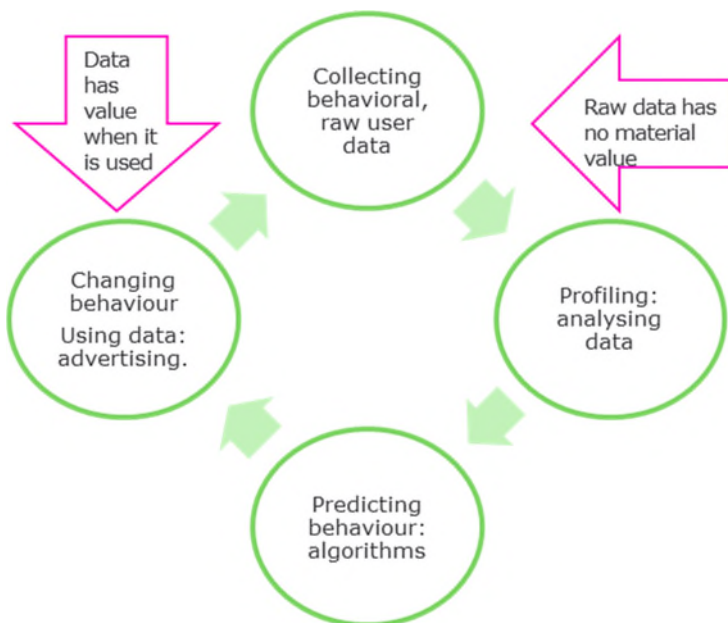 Data
has
value
when it
is used
Collecting
behavioral,
raw user
data
Raw data has
no material
value
Changing
behaviour
Using data:
advertising.
Profiling:
analysing
data
Predicting
behaviour:
algorithms